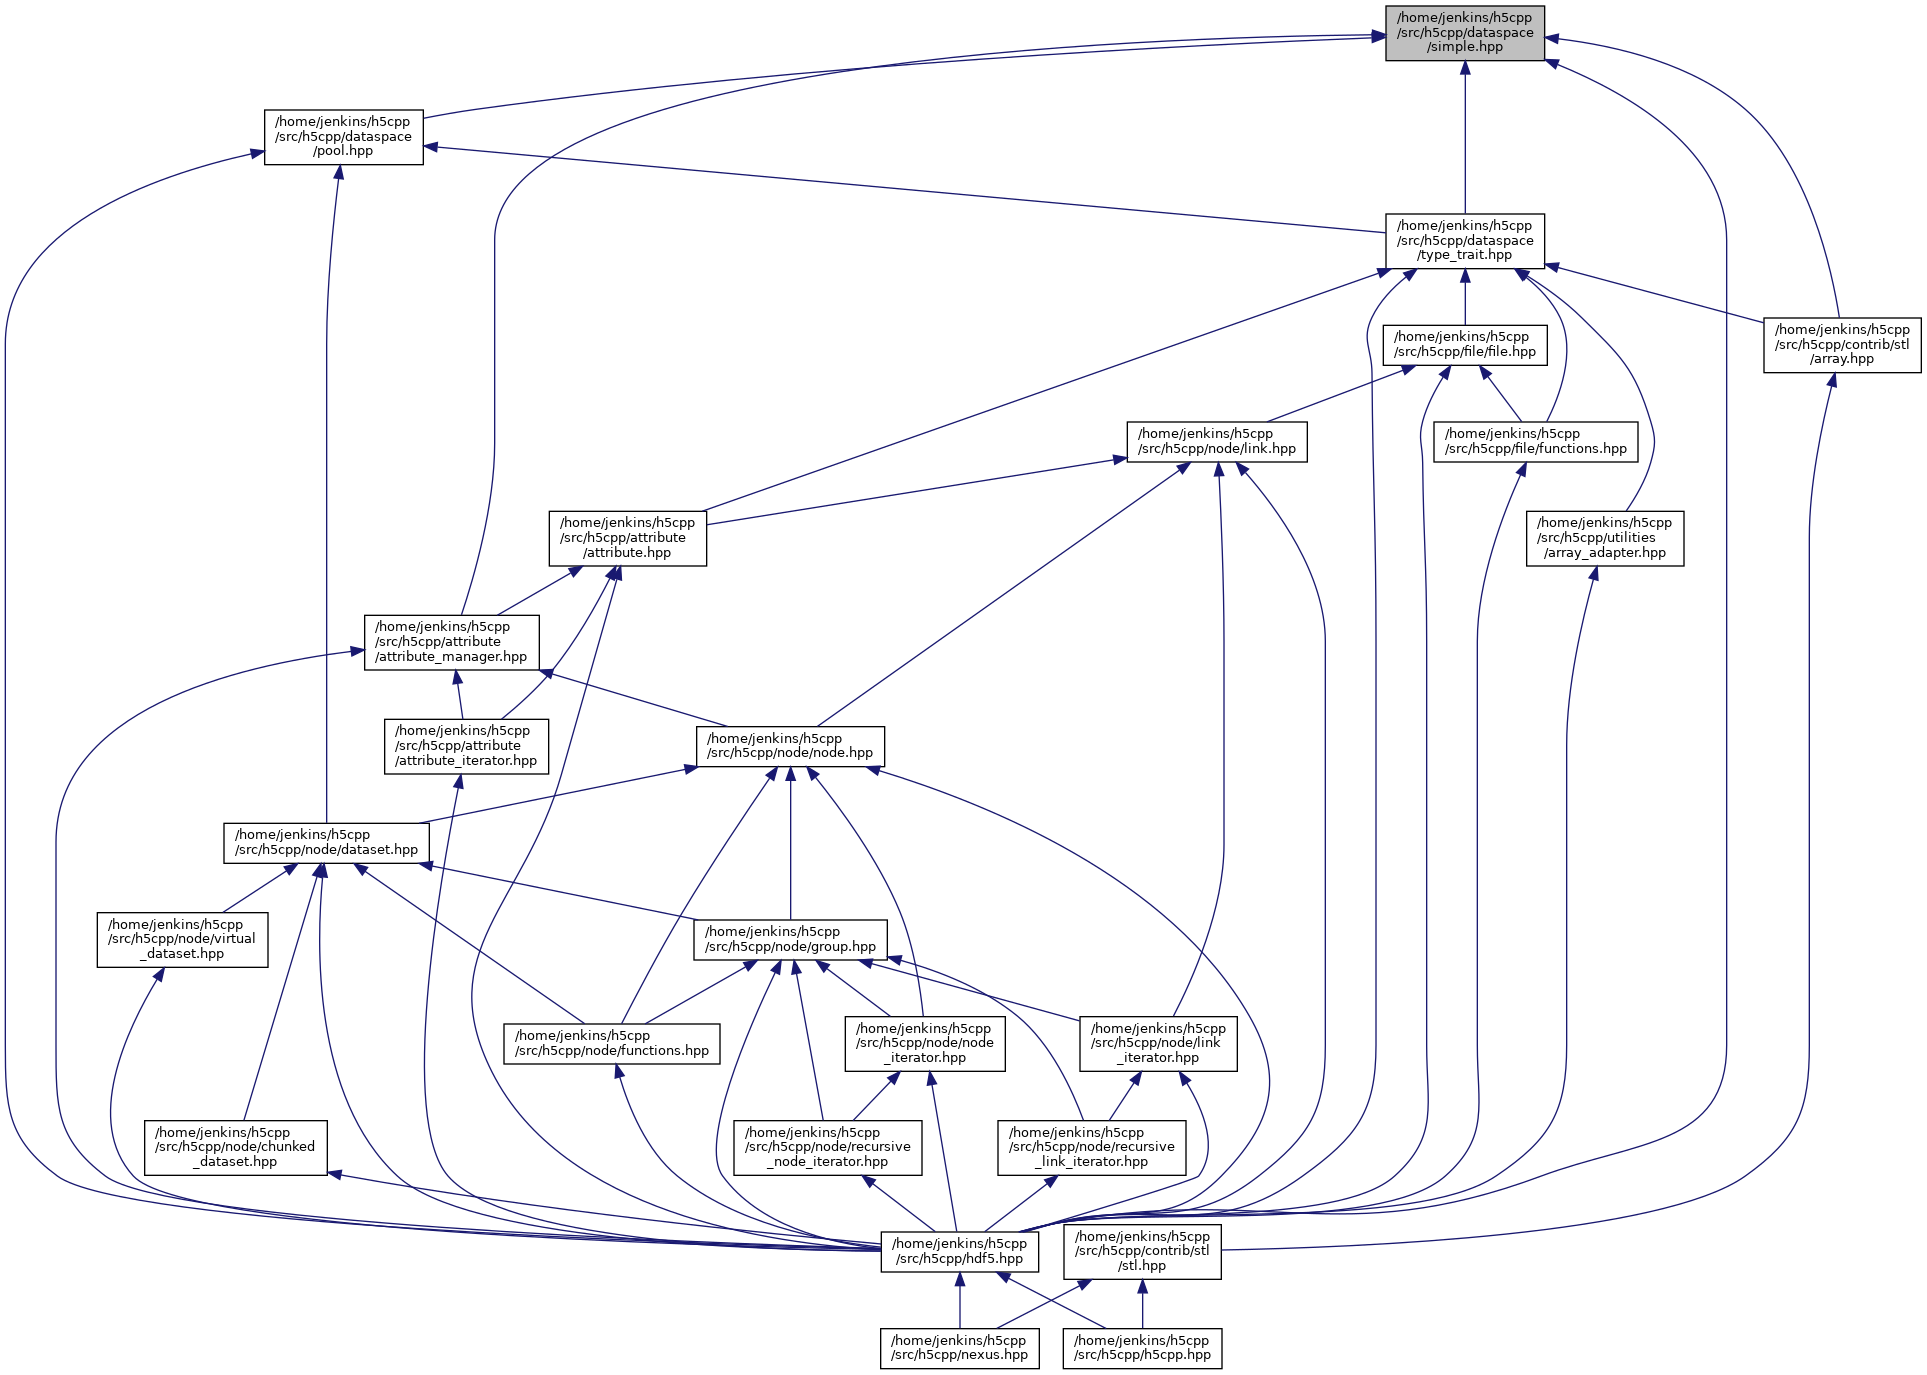 /home/jenkins/h5cpp
/src/h5cpp/dataspace
/simple.hpp
/home/jenkins/h5cpp
/src/h5cpp/dataspace
/pool.hpp
/home/jenkins/h5cpp
/src/h5cpp/dataspace
/type_trait.hpp
/home/jenkins/h5cpp
/src/h5cpp/file/file.hpp
/home/jenkins/h5cpp
/src/h5cpp/contrib/stl
/array.hpp
/home/jenkins/h5cpp
/src/h5cpp/node/link.hpp
/home/jenkins/h5cpp
/src/h5cpp/file/functions.hpp
/home/jenkins/h5cpp
/src/h5cpp/attribute
/attribute.hpp
/home/jenkins/h5cpp
/src/h5cpp/utilities
/array_adapter.hpp
/home/jenkins/h5cpp
/src/h5cpp/attribute
/attribute_manager.hpp
/home/jenkins/h5cpp
/src/h5cpp/attribute
/attribute_iterator.hpp
/home/jenkins/h5cpp
/src/h5cpp/node/node.hpp
/home/jenkins/h5cpp
/src/h5cpp/node/dataset.hpp
/home/jenkins/h5cpp
/src/h5cpp/node/virtual
_dataset.hpp
/home/jenkins/h5cpp
/src/h5cpp/node/group.hpp
/home/jenkins/h5cpp
/src/h5cpp/node/functions.hpp
/home/jenkins/h5cpp
/src/h5cpp/node/node
_iterator.hpp
/home/jenkins/h5cpp
/src/h5cpp/node/link
_iterator.hpp
/home/jenkins/h5cpp
/src/h5cpp/node/chunked
_dataset.hpp
/home/jenkins/h5cpp
/src/h5cpp/node/recursive
_node_iterator.hpp
/home/jenkins/h5cpp
/src/h5cpp/node/recursive
_link_iterator.hpp
/home/jenkins/h5cpp
/src/h5cpp/hdf5.hpp
/home/jenkins/h5cpp
/src/h5cpp/contrib/stl
/stl.hpp
/home/jenkins/h5cpp
/src/h5cpp/nexus.hpp
/home/jenkins/h5cpp
/src/h5cpp/h5cpp.hpp